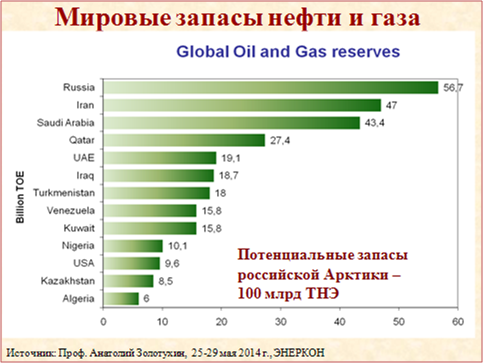 Мировые запасы нефти и газа
Global Oil and Gas reserves
Billion TOE
Russia 56,7
Iran 47
Saudi Arabia 43,4
Qatar 27,4
UAE 19,1
Iraq 18,7
Turkmenistan 18
Venezuela 15,8
Kuwait 15,8
Nigeria 10,1
USA 9,6
Kazakhstan 8,5
Algeria 6
Потенциальные запасы
российской Арктики –
100 млрд ТНЭ
0 10 20 30 40 50 60
Источник: Проф. Анатолий Золотухин, 25-29 мая 2014 г., ЭНЕРКОН